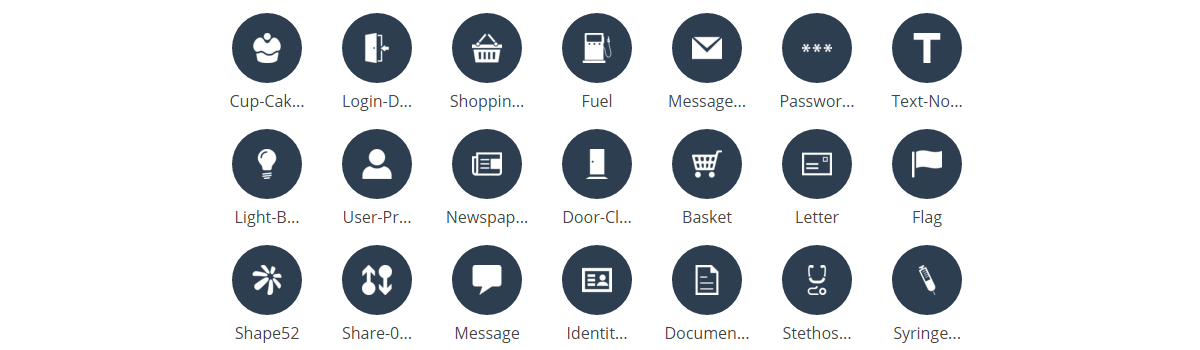 Cup-Cak... Login-D... Shoppin... Fuel Message... Passwor... Text-No...
Light-B... User-Pr... Newspap... Door-Cl... Basket Letter Flag
Shape52 Share-0... Message Identit... Documen... Stethos... Syringe...